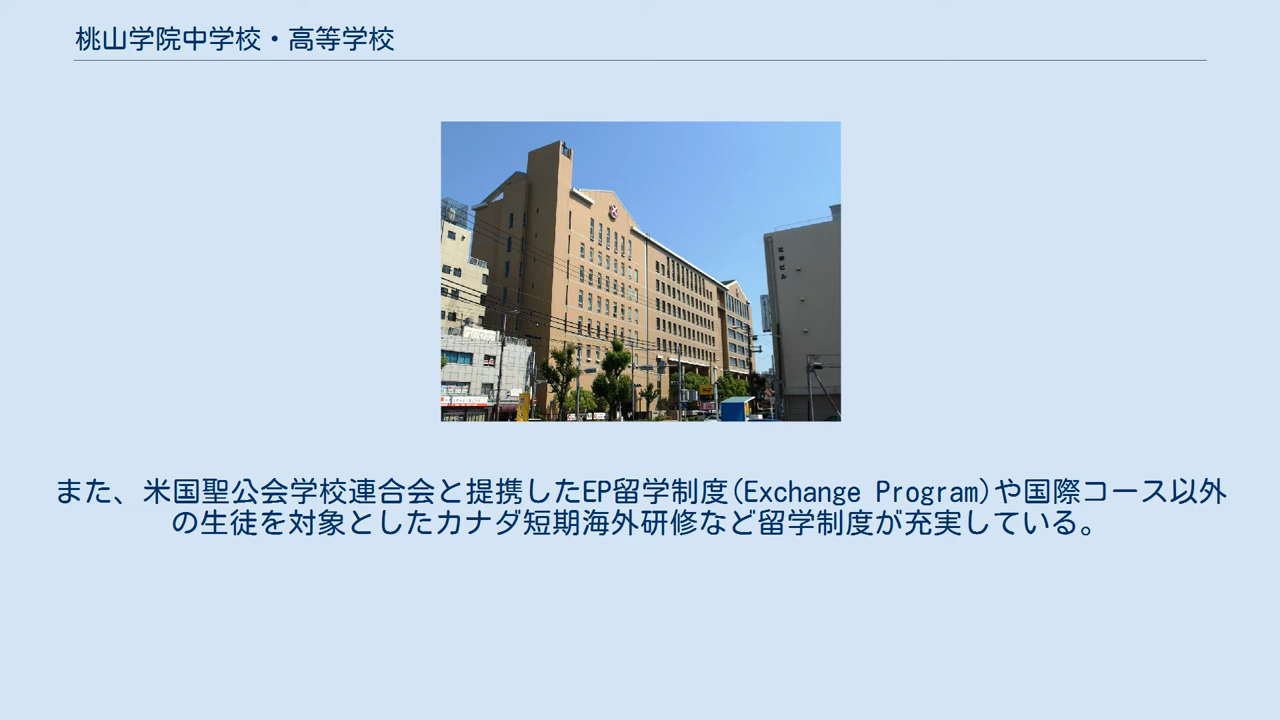 桃山学院中学校・高等学校
また、米国聖公会学校連合会と提携したEP留学制度(Exchange Program)や国際コース以外
の生徒を対象としたカナダ短期海外研修など留学制度が充実している。